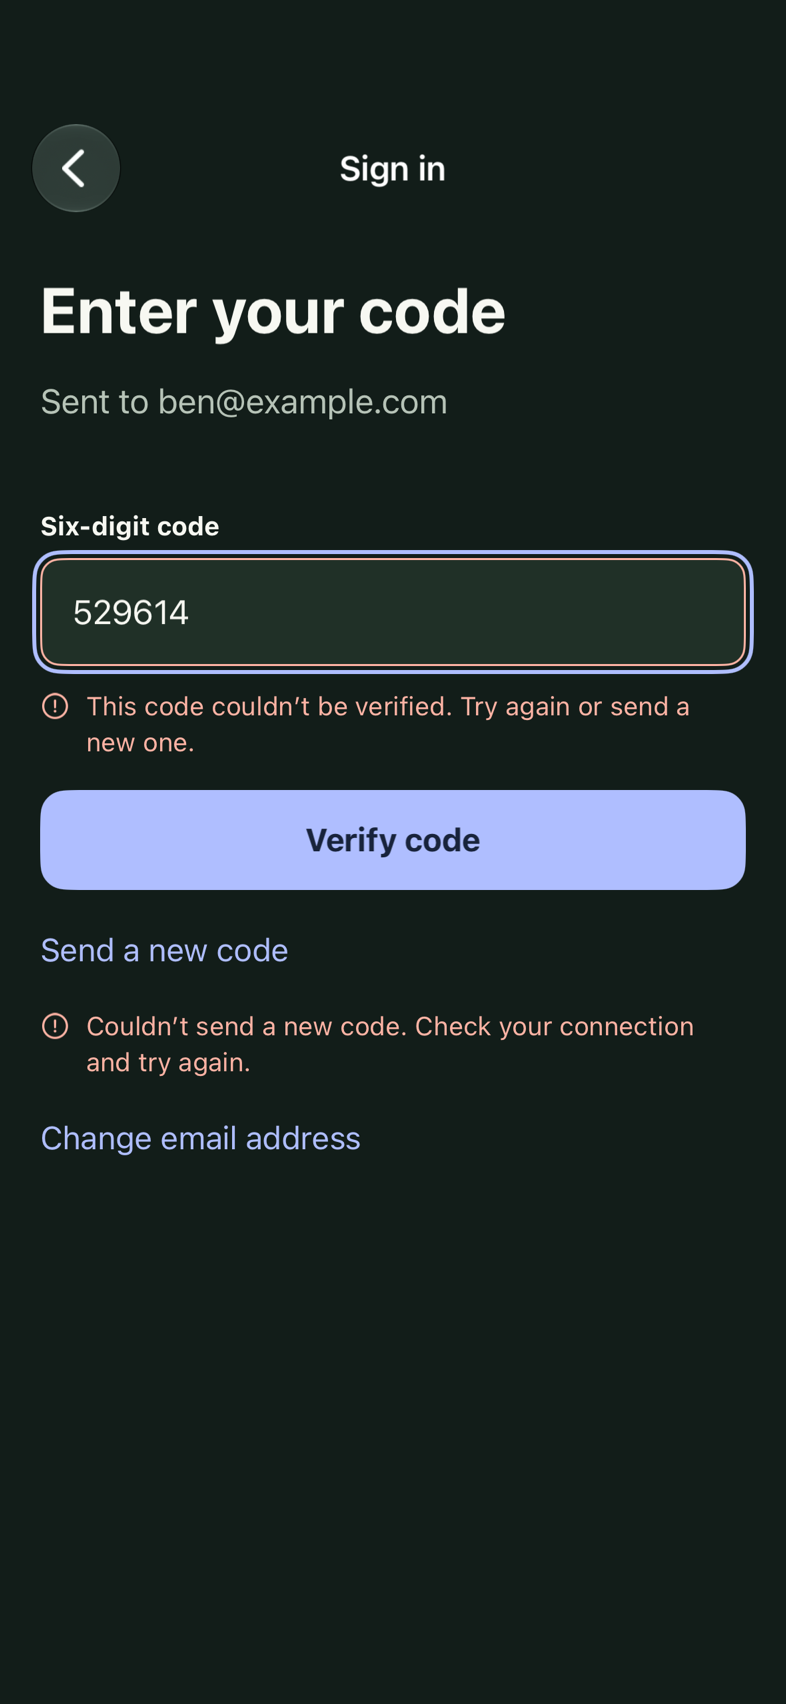 Sign in
Enter your code
Sent to ben@example.com
Six-digit code
529614
This code couldn’t be verified. Try again or send a
new one.
Verify code
Send a new code
Couldn’t send a new code. Check your connection
and try again.
Change email address